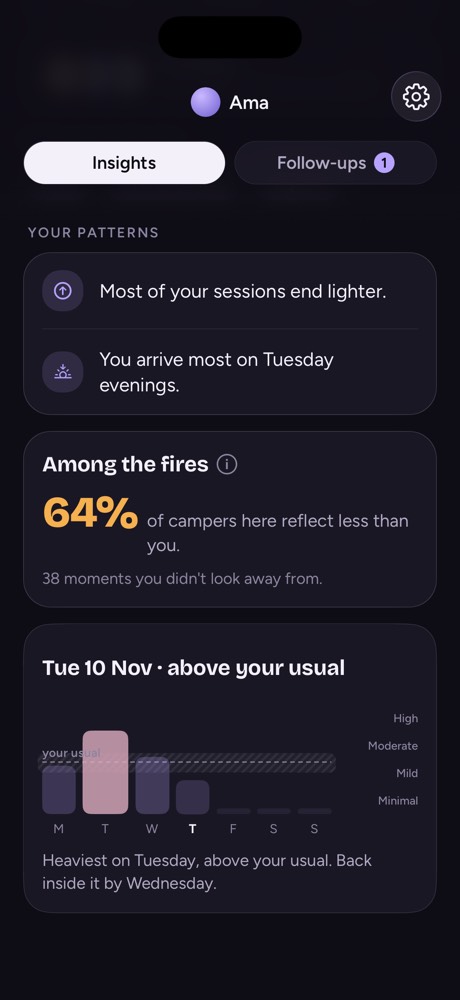 Ama
Insights
Follow-ups 1
YOUR PATTERNS
Most of your sessions end lighter.
You arrive most on Tuesday
evenings.
Among the fires
64% of campers here reflect less than
you.
38 moments you didn't look away from.
Tue 10 Nov · above your usual
High
your usual
Moderate
Mild
Minimal
M T W T F S S
Heaviest on Tuesday, above your usual. Back
inside it by Wednesday.